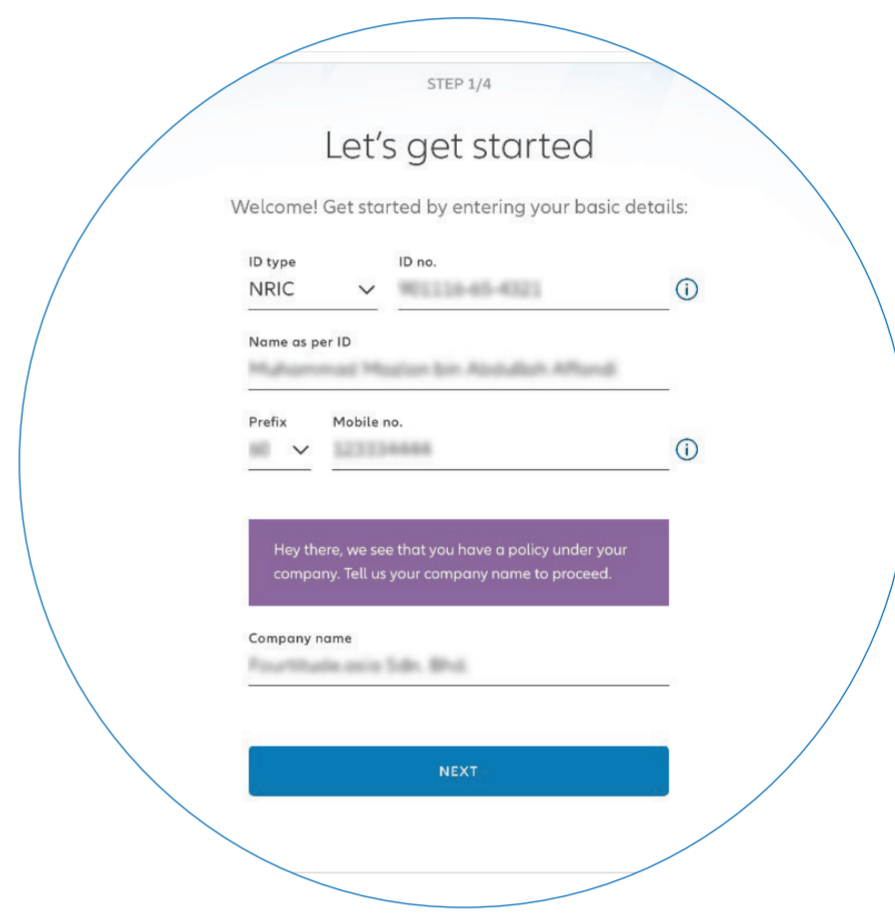 STEP 1/4
Let's get started
Welcome! Get started by entering your basic details:
ID type ID no.
NRIC
Name as per ID
Prefix Mobile no.
Hey there, we see that you have a policy under your
company. Tell us your company name to proceed.
Company name
NEXT